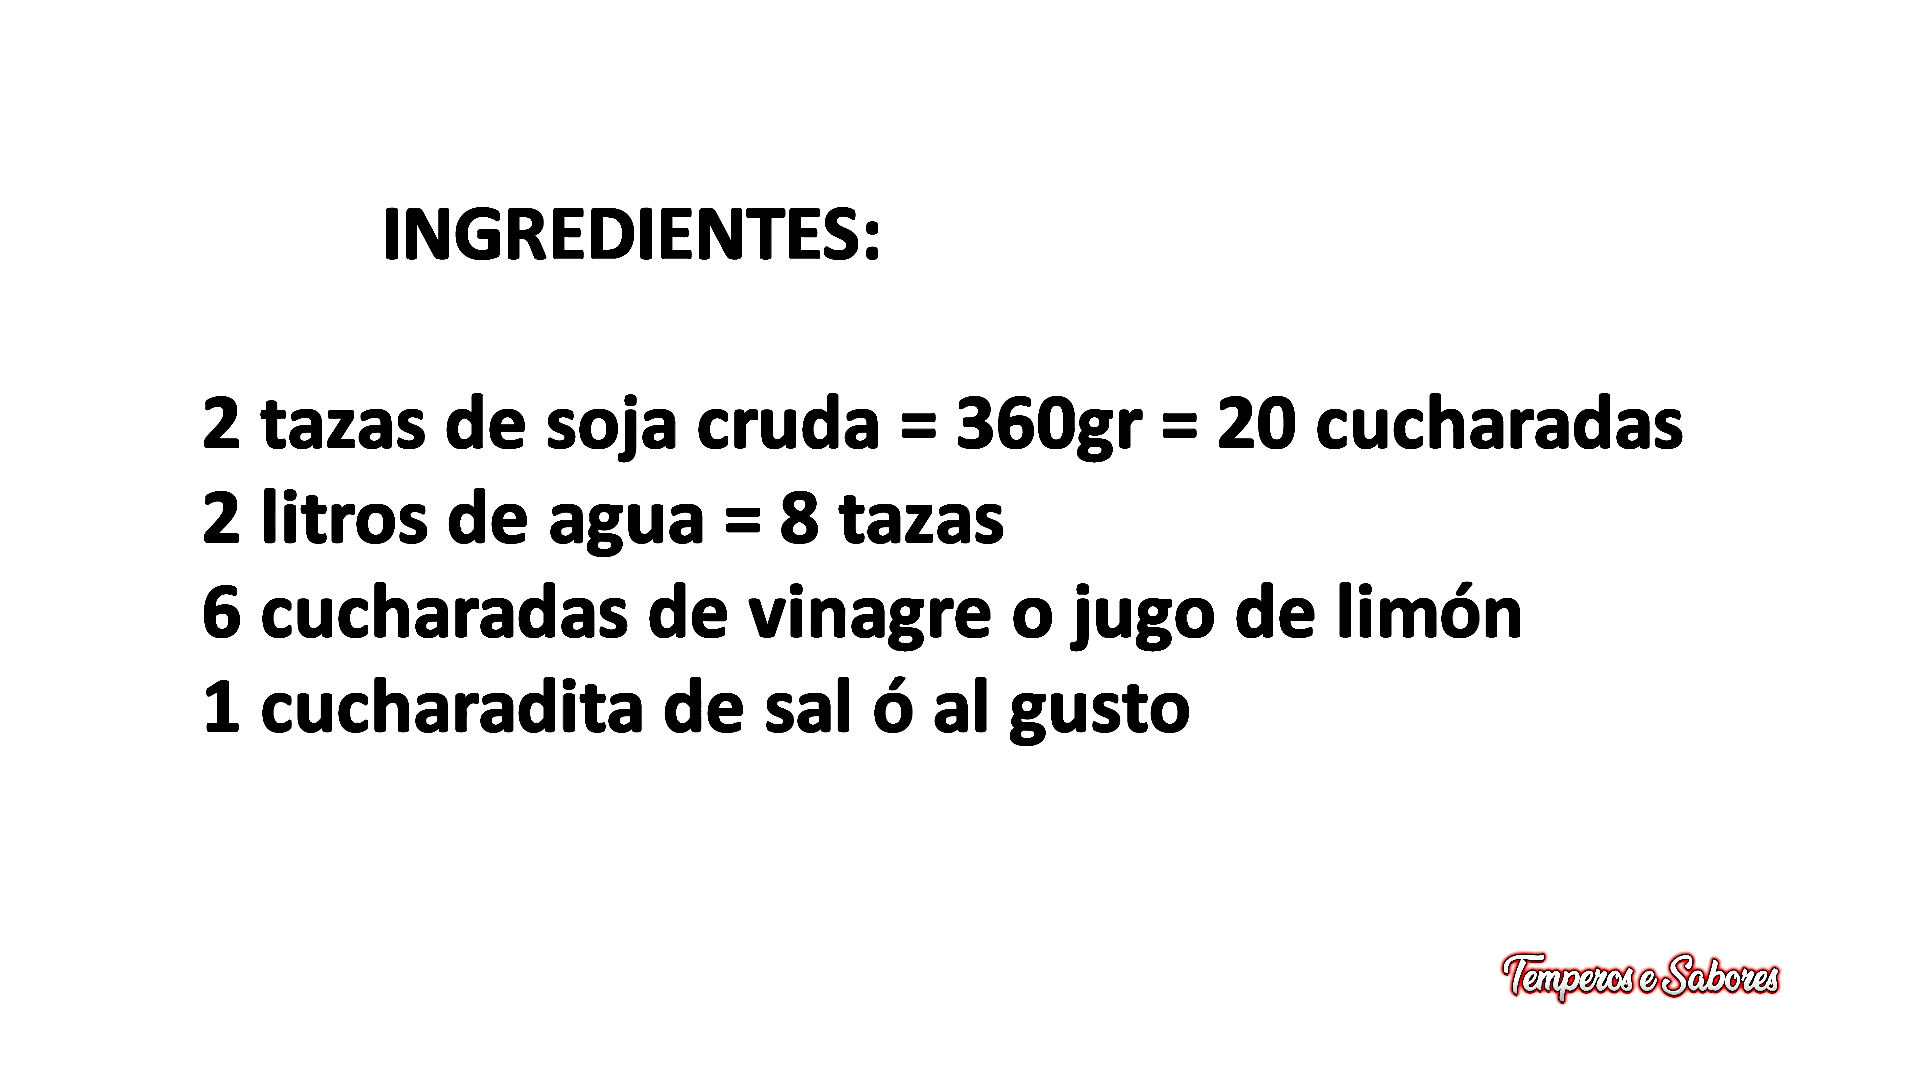 INGREDIENTES:
2 tazas de soja cruda = 360gr = 20 cucharadas
2 litros de agua = 8 tazas
6 cucharadas de vinagre o jugo de limón
1 cucharadita de sal ó al gusto
Temperos e Sabores